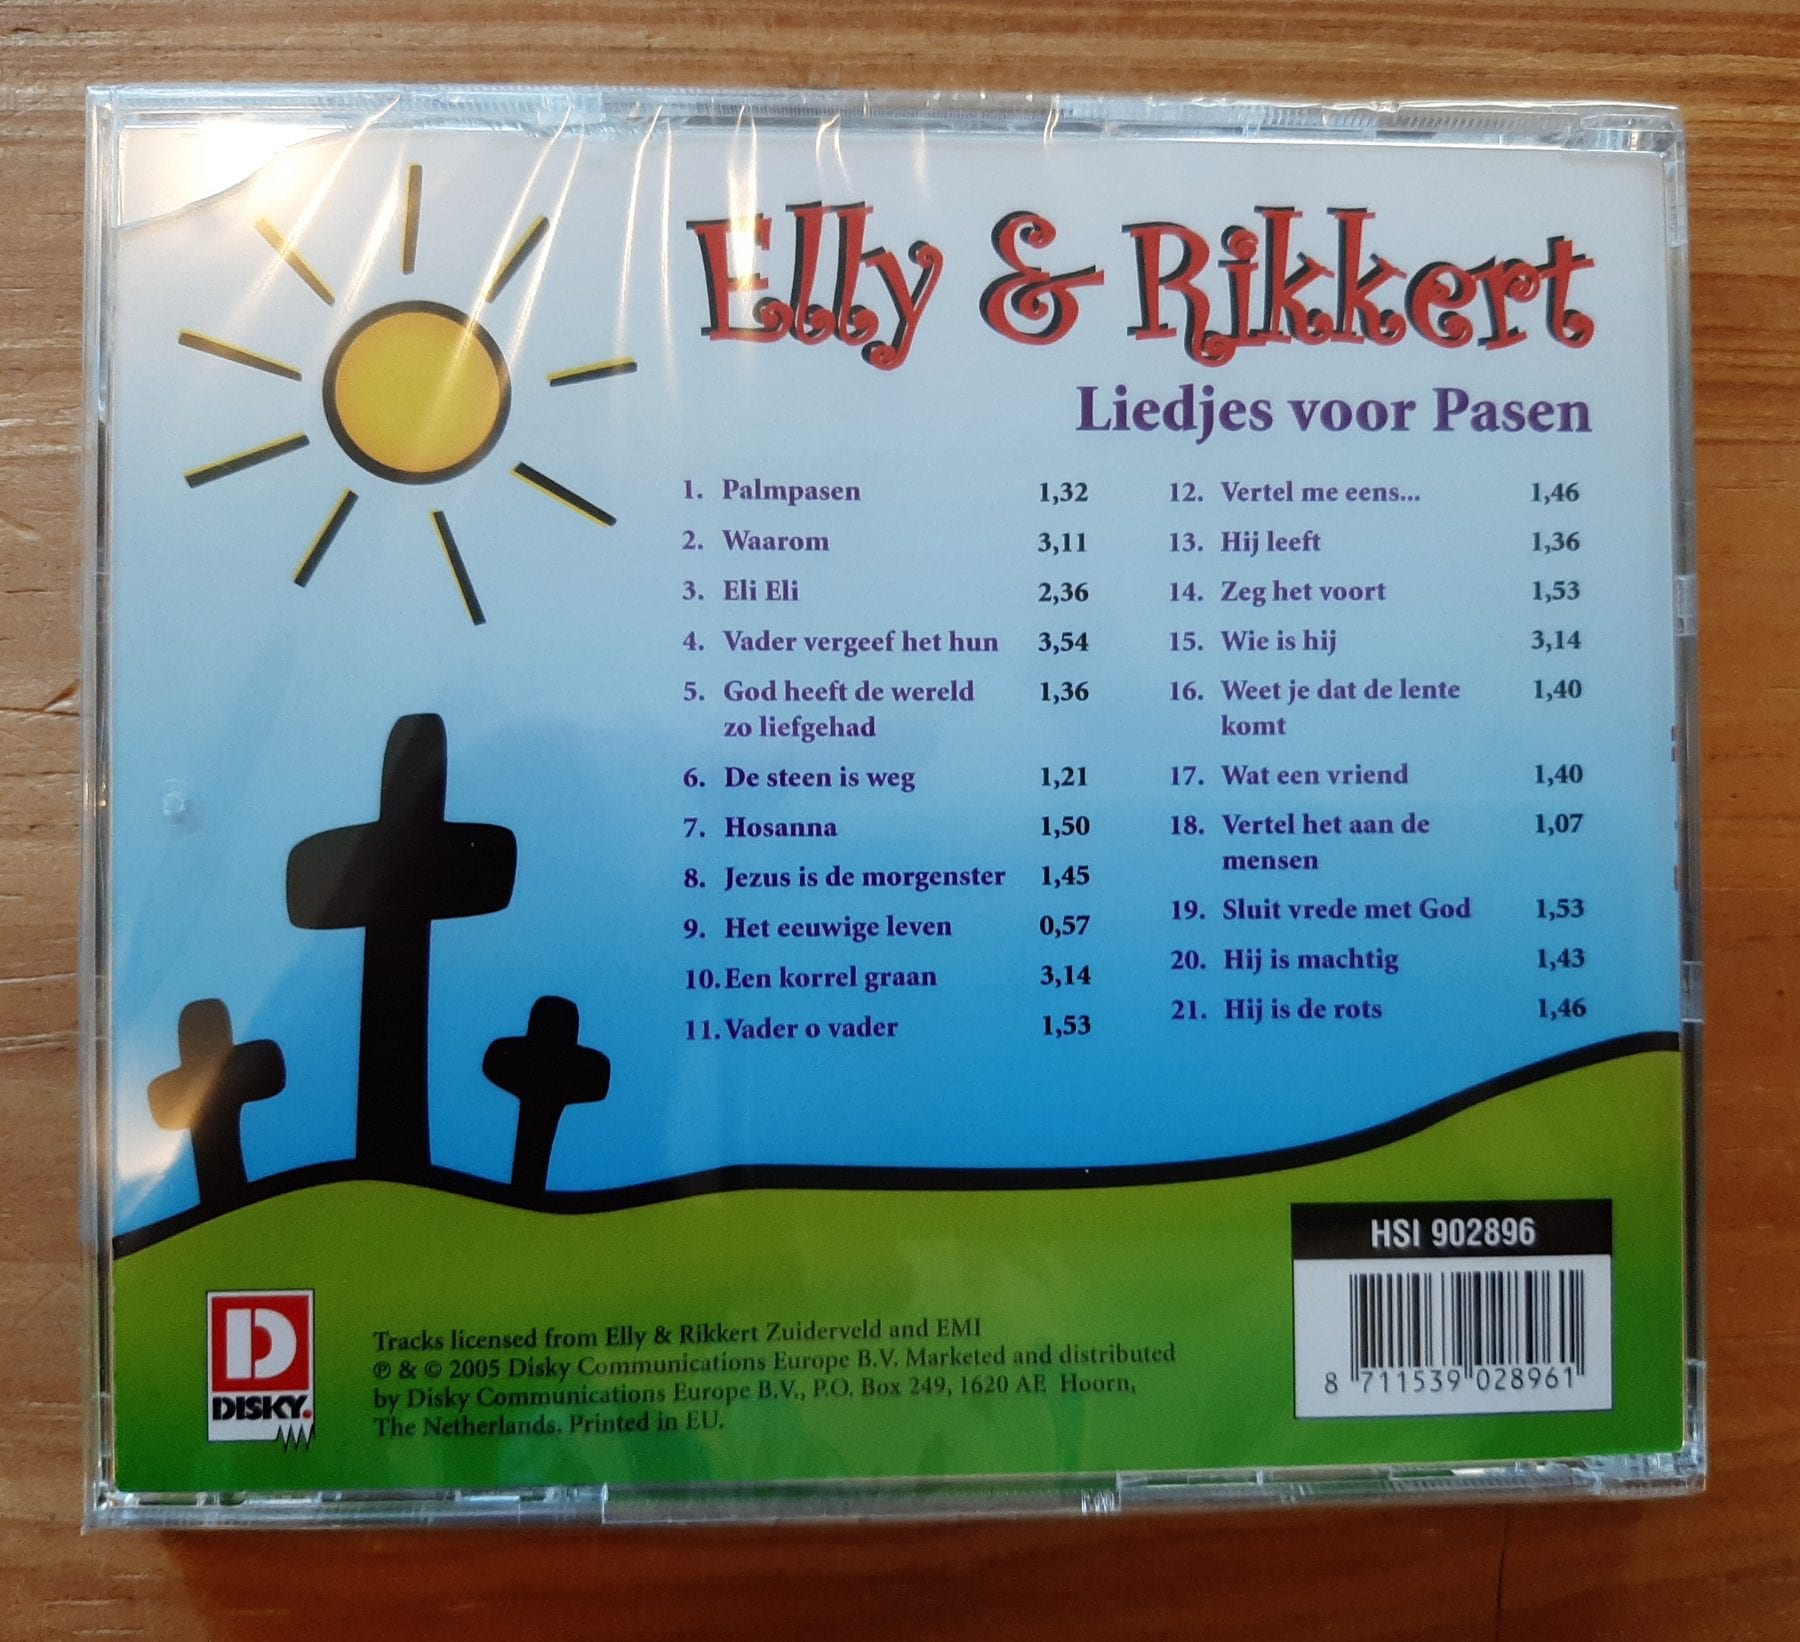 Elly & Rikkert
Liedjes voor Pasen
1. Palmpasen 1,32
2. Waarom 3,11
3. Eli Eli 2,36
4. Vader vergeef het hun 3,54
5. God heeft de wereld 1,36
zo liefgehad
6. De steen is weg 1,21
7. Hosanna 1,50
8. Jezus is de morgenster 1,45
9. Het eeuwige leven 0,57
10. Een korrel graan 3,14
11. Vader o vader 1,53
12. Vertel me eens... 1,46
13. Hij leeft 1,36
14. Zeg het voort 1,53
15. Wie is hij 3,14
16. Weet je dat de lente 1,40
komt
17. Wat een vriend 1,40
18. Vertel het aan de 1,07
mensen
19. Sluit vrede met God 1,53
20. Hij is machtig 1,43
21. Hij is de rots 1,46
HSI 902896
8 711539 028961
D
DISKY.
Tracks licensed from Elly & Rikkert Zuiderveld and EMI
℗ & © 2005 Disky Communications Europe B.V. Marketed and distributed
by Disky Communications Europe B.V., P.O. Box 249, 1620 AE Hoorn,
The Netherlands. Printed in EU.